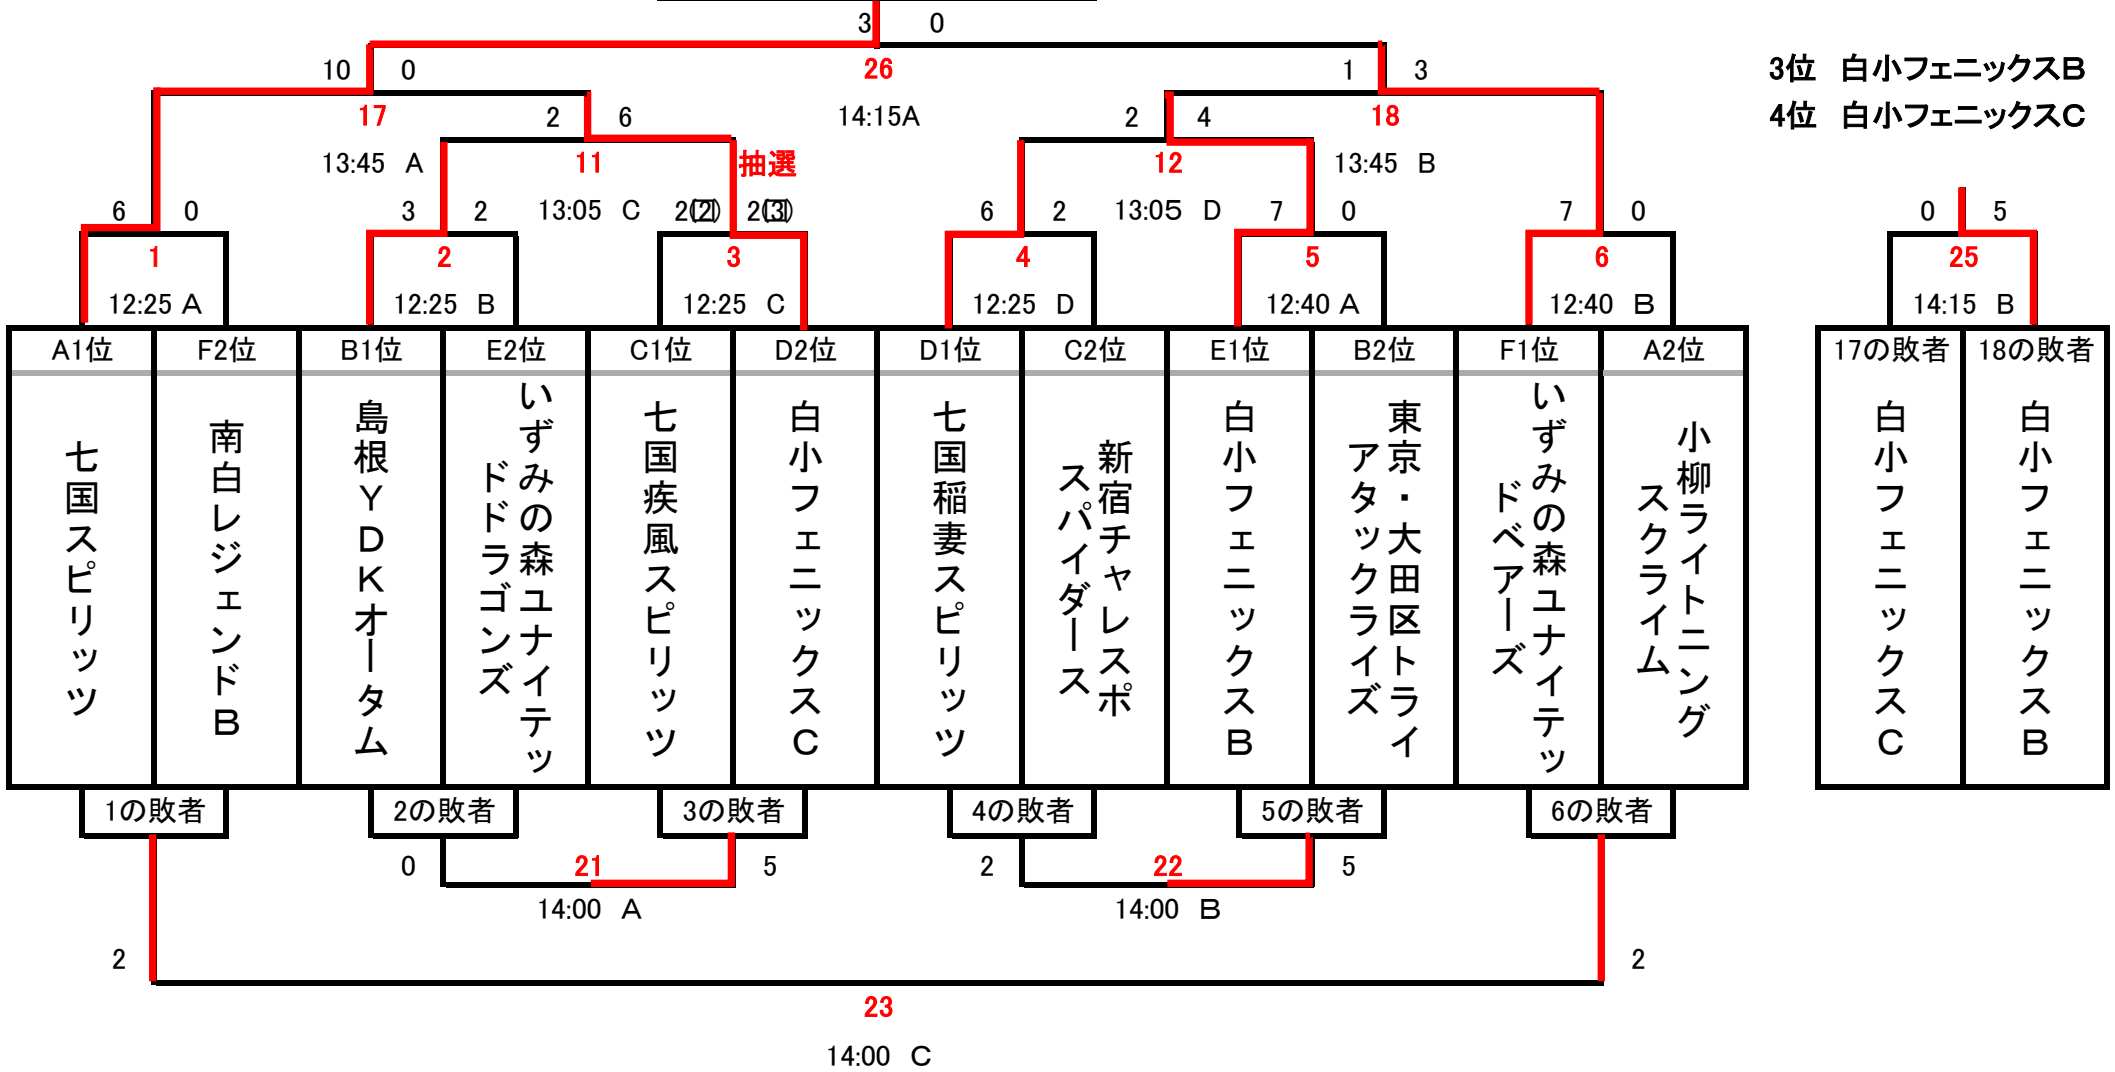 3 0
10 0 26 1 3
3位 白小フェニックスB
17 2 6 14:15A 2 4 18
4位 白小フェニックスC
13:45 A 11 抽選 12 13:45 B
6 0 3 2 13:05 C 2(2) 2(3) 6 2 13:05 D 7 0 7 0 0 5
1 2 3 4 5 6 25
12:25 A 12:25 B 12:25 C 12:25 D 12:40 A 12:40 B 14:15 B
A1位 F2位 B1位 E2位 C1位 D2位 D1位 C2位 E1位 B2位 F1位 A2位 17の敗者 18の敗者
七国スピリッツ
南白レジェンドB
島根YDKオータム
いずみの森ユナイテッ
ドドラゴンズ
七国疾風スピリッツ
白小フェニックスC
七国稲妻スピリッツ
新宿チャレスポ
スパイダース
白小フェニックスB
東京・大田区トライ
アタックライズ
いずみの森ユナイテッ
ドベアーズ
小柳ライトニング
スクライム
白小フェニックスC
白小フェニックスB
1の敗者 2の敗者 3の敗者 4の敗者 5の敗者 6の敗者
0 21 5 2 22 5
14:00 A 14:00 B
2 2
23
14:00 C